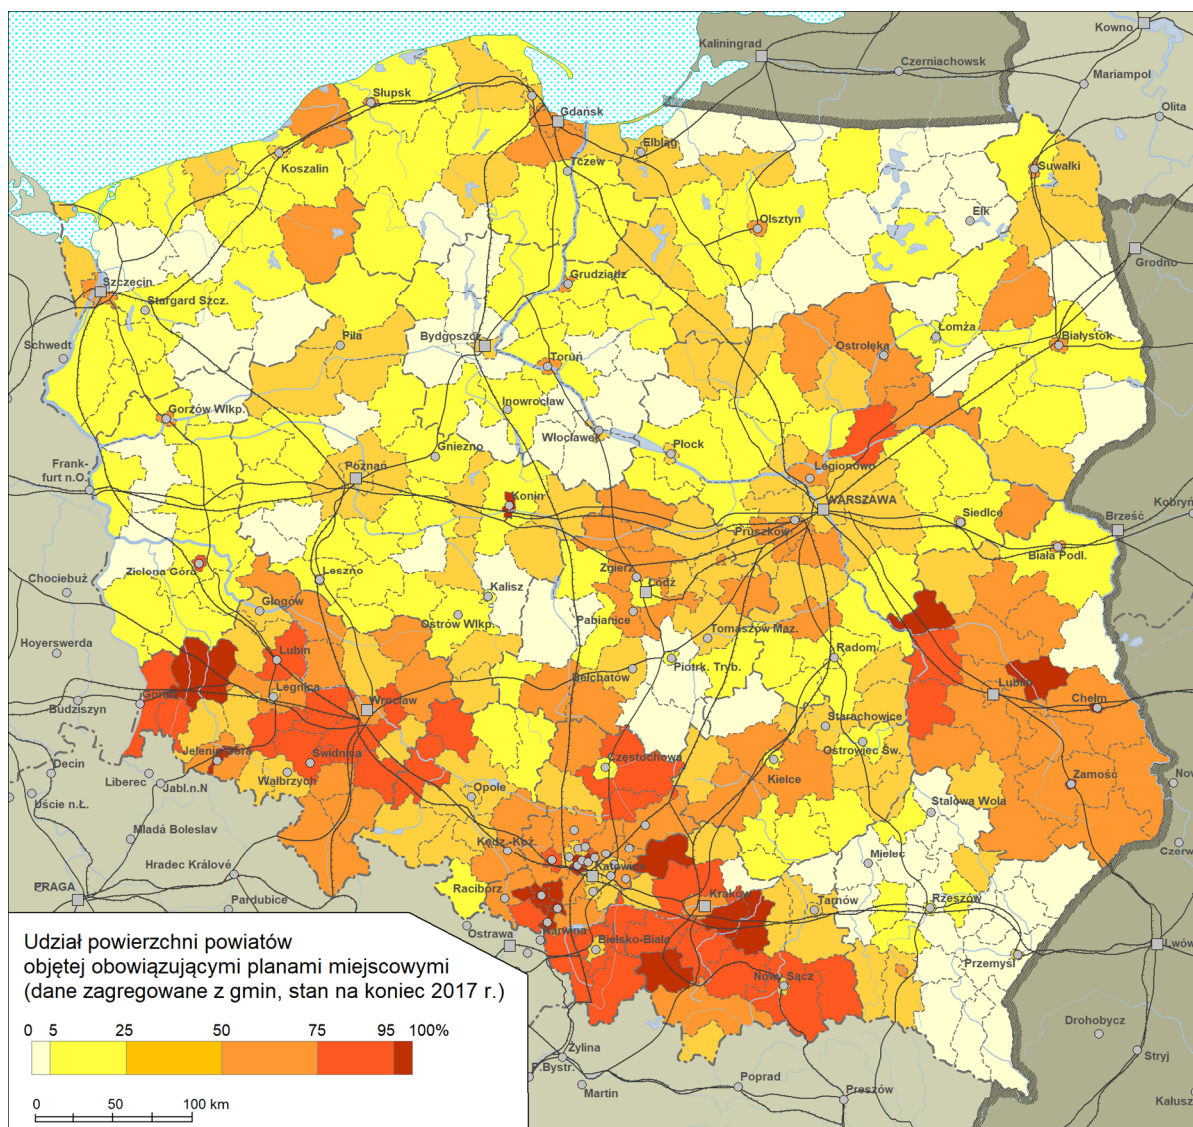 Kowno
Kaliningrad
Czerniachowsk
Mariampol
Olita
Słupsk
Gdańsk
Koszalin
Elbląg
Tczew
Suwałki
Ełk
Olsztyn
Grodno
Szczecin
Grudziądz
Stargard Szcz.
Schwedt
Piła
Bydgoszcz
Łomża
Białystok
Ostrołęka
Toruń
Inowrocław
Gorzów Wlkp.
Włocławek
Płock
Gniezno
Frank-
furt n.O.
Poznań
Legionowo
Konin
WARSZAWA
Kobryń
Siedlce
Brześć
Pruszków
Biała Podl.
Zielona Góra
Leszno
Zgierz
Łódź
Chociebuż
Kalisz
Głogów
Pabianice
Ostrów Wlkp.
Hoyerswerda
Tomaszów Maz.
Lubin
Radom
Piotrk. Tryb.
Bełchatów
Legnica
Lublin
Görlitz
Wrocław
Chełm
Budziszyn
Starachowice
Jelenia Góra
Świdnica
Ostrowiec Św.
Częstochowa
Decin
Liberec
Wałbrzych
Kielce
Jabl.n.N
Zamość
Opole
Uście n.Ł.
Stalowa Wola
Mladá Boleslav
Kędz.-Koź.
Hradec Králové
Mielec
Katowice
PRAGA
Racibórz
Kraków
Rzeszów
Pardubice
Tarnów
Ostrawa
Karwina
Bielsko-Biała
Lwów
Przemyśl
Nowy Sącz
Udział powierzchni powiatów
objętej obowiązującymi planami miejscowymi
(dane zagregowane z gmin, stan na koniec 2017 r.)
0 5 25 50 75 95 100%
Drohobycz
Stryj
Żylina
P.Bystr.
Martin
Poprad
Preszów
Kałusz
0 50 100 km